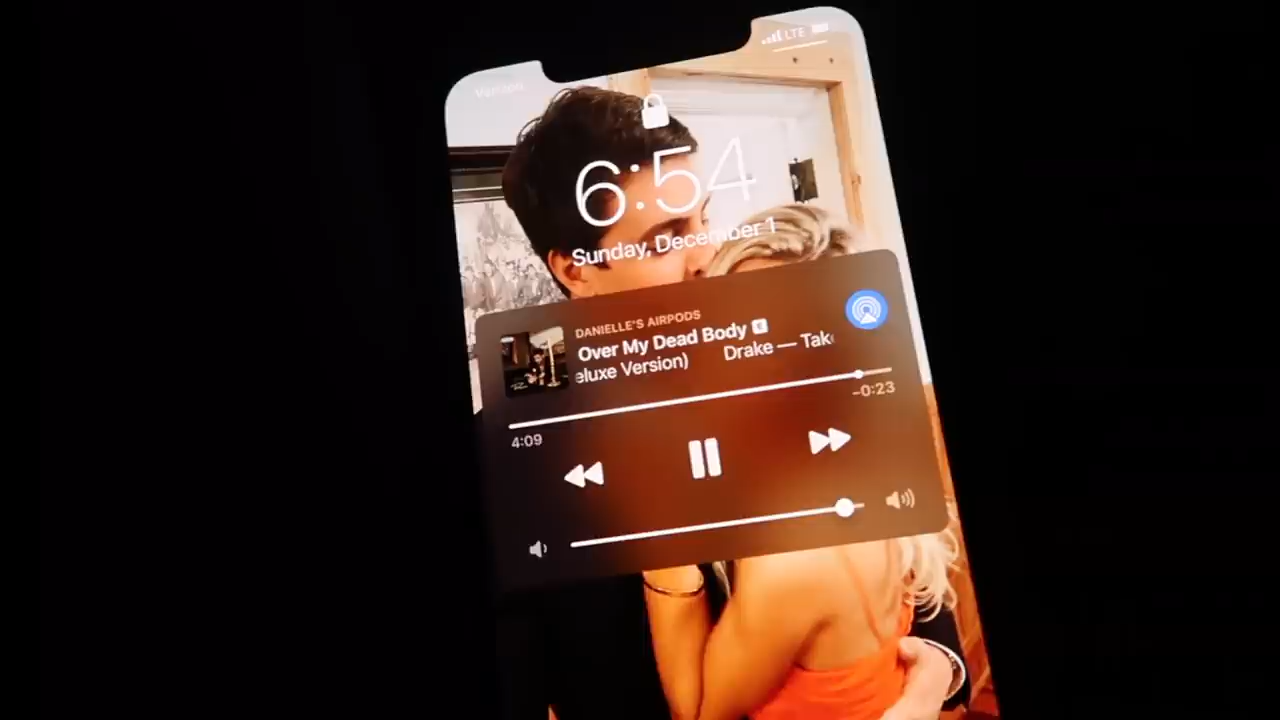 Verizon
LTE
6:54
Sunday, December 1
DANIELLE'S AIRPODS
Over My Dead Body E
eluxe Version) Drake — Tak
4:09
-0:23